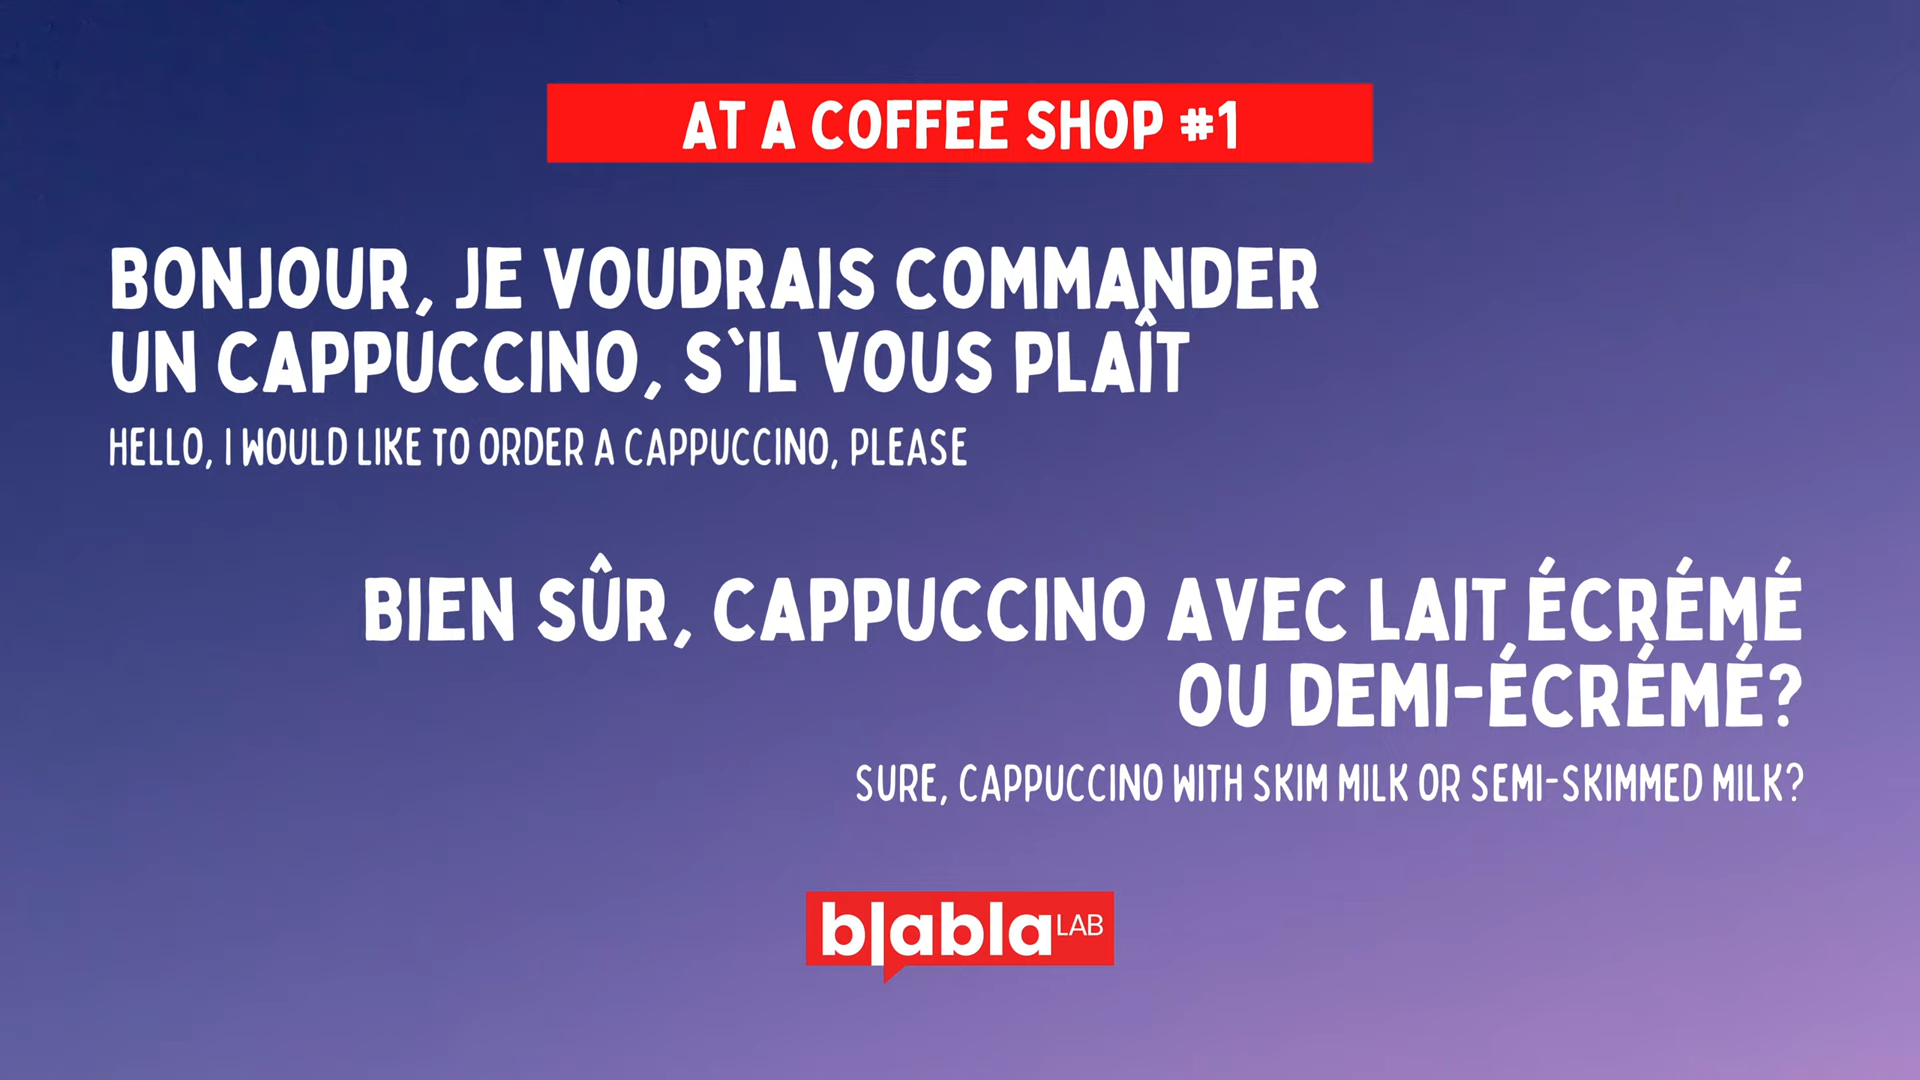 AT A COFFEE SHOP #1
BONJOUR, JE VOUDRAIS COMMANDER
UN CAPPUCCINO, S'IL VOUS PLAÎT
HELLO, I WOULD LIKE TO ORDER A CAPPUCCINO, PLEASE
BIEN SÛR, CAPPUCCINO AVEC LAIT ÉCRÉMÉ
OU DEMI-ÉCRÉMÉ?
SURE, CAPPUCCINO WITH SKIM MILK OR SEMI-SKIMMED MILK?
blabla LAB